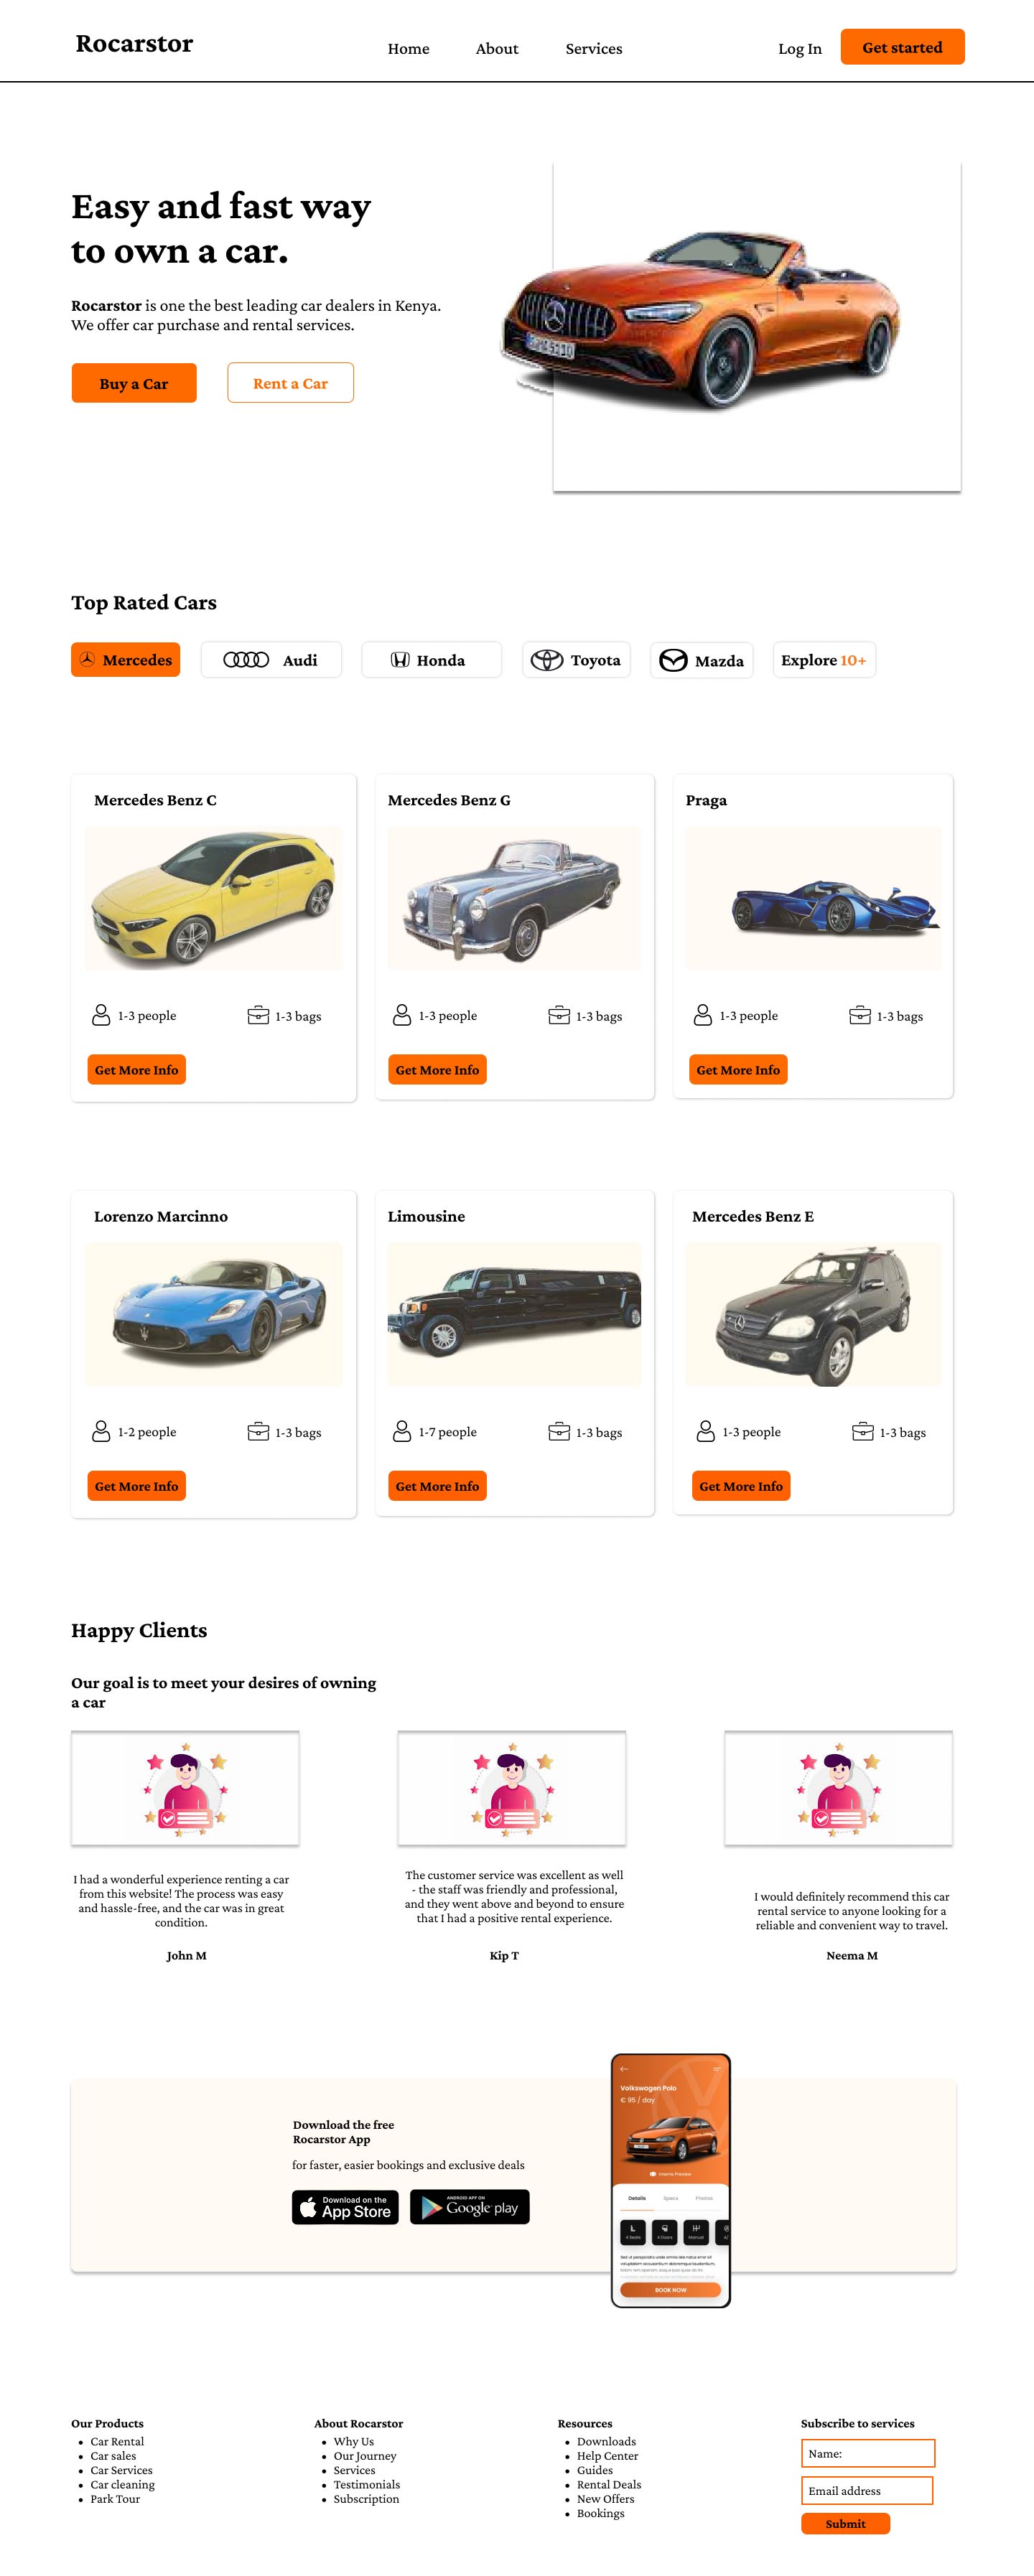 Rocarstor
Home
About
Services
Log In
Get started
Easy and fast way
to own a car.
Rocarstor is one the best leading car dealers in Kenya.
We offer car purchase and rental services.
Buy a Car
Rent a Car
Top Rated Cars
Mercedes
Audi
Honda
Toyota
Mazda
Explore 10+
Mercedes Benz C
Mercedes Benz G
Praga
1-3 people
1-3 bags
1-3 people
1-3 bags
1-3 people
1-3 bags
Get More Info
Get More Info
Get More Info
Lorenzo Marcinno
Limousine
Mercedes Benz E
1-2 people
1-3 bags
1-7 people
1-3 bags
1-3 people
1-3 bags
Get More Info
Get More Info
Get More Info
Happy Clients
Our goal is to meet your desires of owning
a car
I had a wonderful experience renting a car
from this website! The process was easy
and hassle-free, and the car was in great
condition.
John M
The customer service was excellent as well
- the staff was friendly and professional,
and they went above and beyond to ensure
that I had a positive rental experience.
Kip T
I would definitely recommend this car
rental service to anyone looking for a
reliable and convenient way to travel.
Neema M
Download the free
Rocarstor App
for faster, easier bookings and exclusive deals
Download on the
App Store
ANDROID APP ON
Google play
Volkswagen Polo
€ 95 / day
Interno Preview
Details
Specs
Photos
4 Seats
4 Doors
Manual
BOOK NOW
Our Products
Car Rental
Car sales
Car Services
Car cleaning
Park Tour
About Rocarstor
Why Us
Our Journey
Services
Testimonials
Subscription
Resources
Downloads
Help Center
Guides
Rental Deals
New Offers
Bookings
Subscribe to services
Name:
Email address
Submit